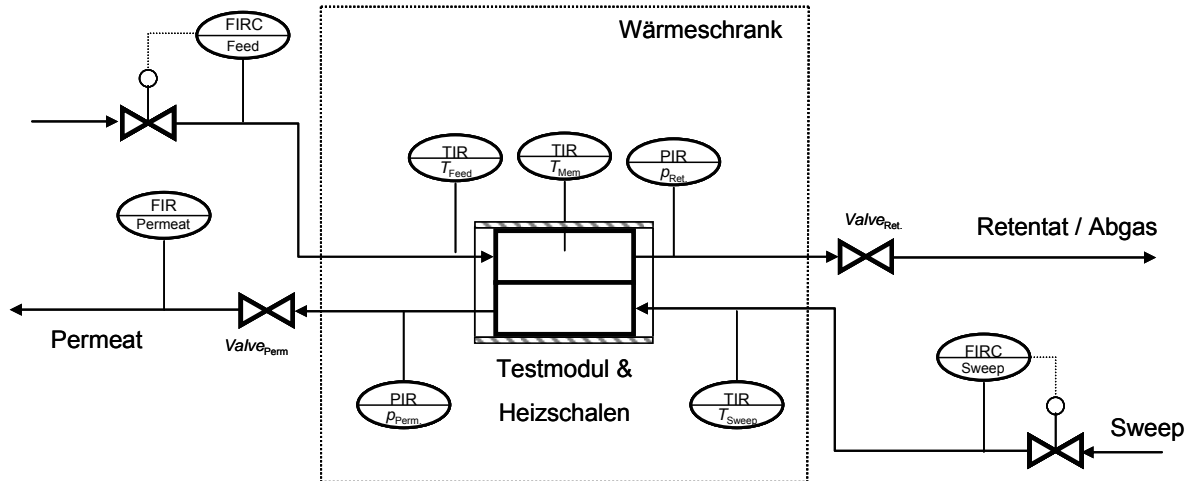 FIRC
Feed
Wärmeschrank
TIR
T_Feed
TIR
T_Mem
PIR
p_Ret.
FIR
Permeat
Valve_Ret.
Retentat / Abgas
Permeat
Valve_Perm
Testmodul &
Heizschalen
PIR
p_Perm.
TIR
T_Sweep
FIRC
Sweep
Sweep